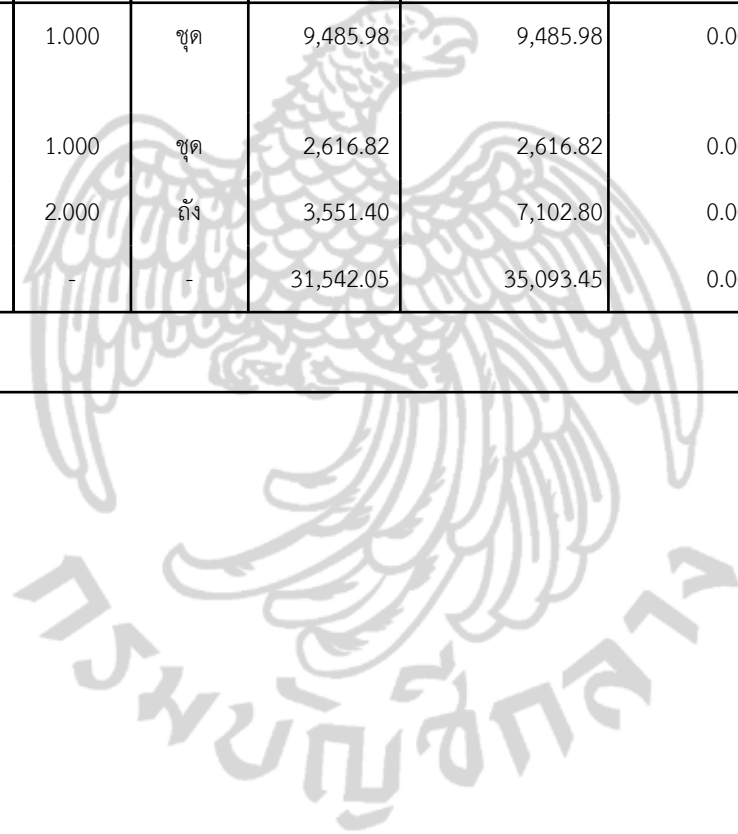 1.000 ชุด 9,485.98 9,485.98 0.0
1.000 ชุด 2,616.82 2,616.82 0.0
2.000 ถัง 3,551.40 7,102.80 0.0
- - 31,542.05 35,093.45 0.0
กรมบัญชีกลาง